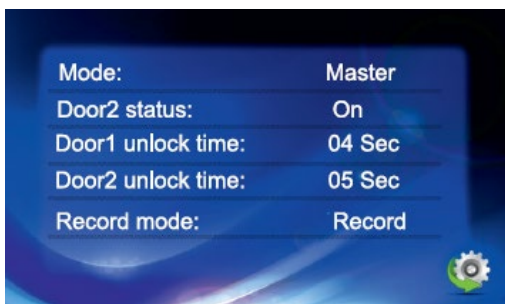 Mode: Master
Door2 status: On
Door1 unlock time: 04 Sec
Door2 unlock time: 05 Sec
Record mode: Record